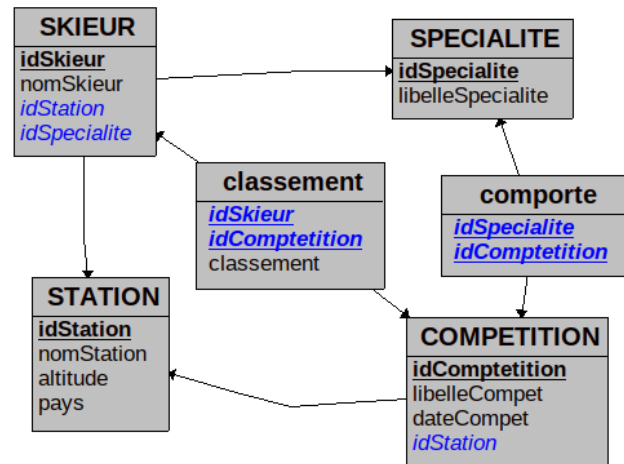 SKIEUR
idSkieur
nomSkieur
idStation
idSpecialite
SPECIALITE
idSpecialite
libelleSpecialite
classement
idSkieur
idComptetition
classement
comporte
idSpecialite
idComptetition
STATION
idStation
nomStation
altitude
pays
COMPETITION
idComptetition
libelleCompet
dateCompet
idStation